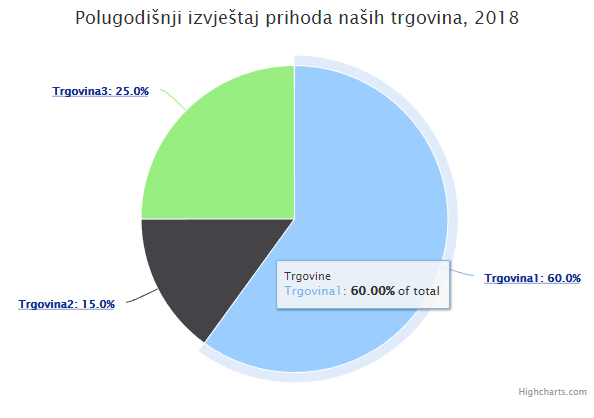 Polugodišnji izvještaj prihoda naših trgovina, 2018
Trgovina3: 25.0%
Trgovine
Trgovina1: 60.00% of total
Trgovina1: 60.0%
Trgovina2: 15.0%
Highcharts.com